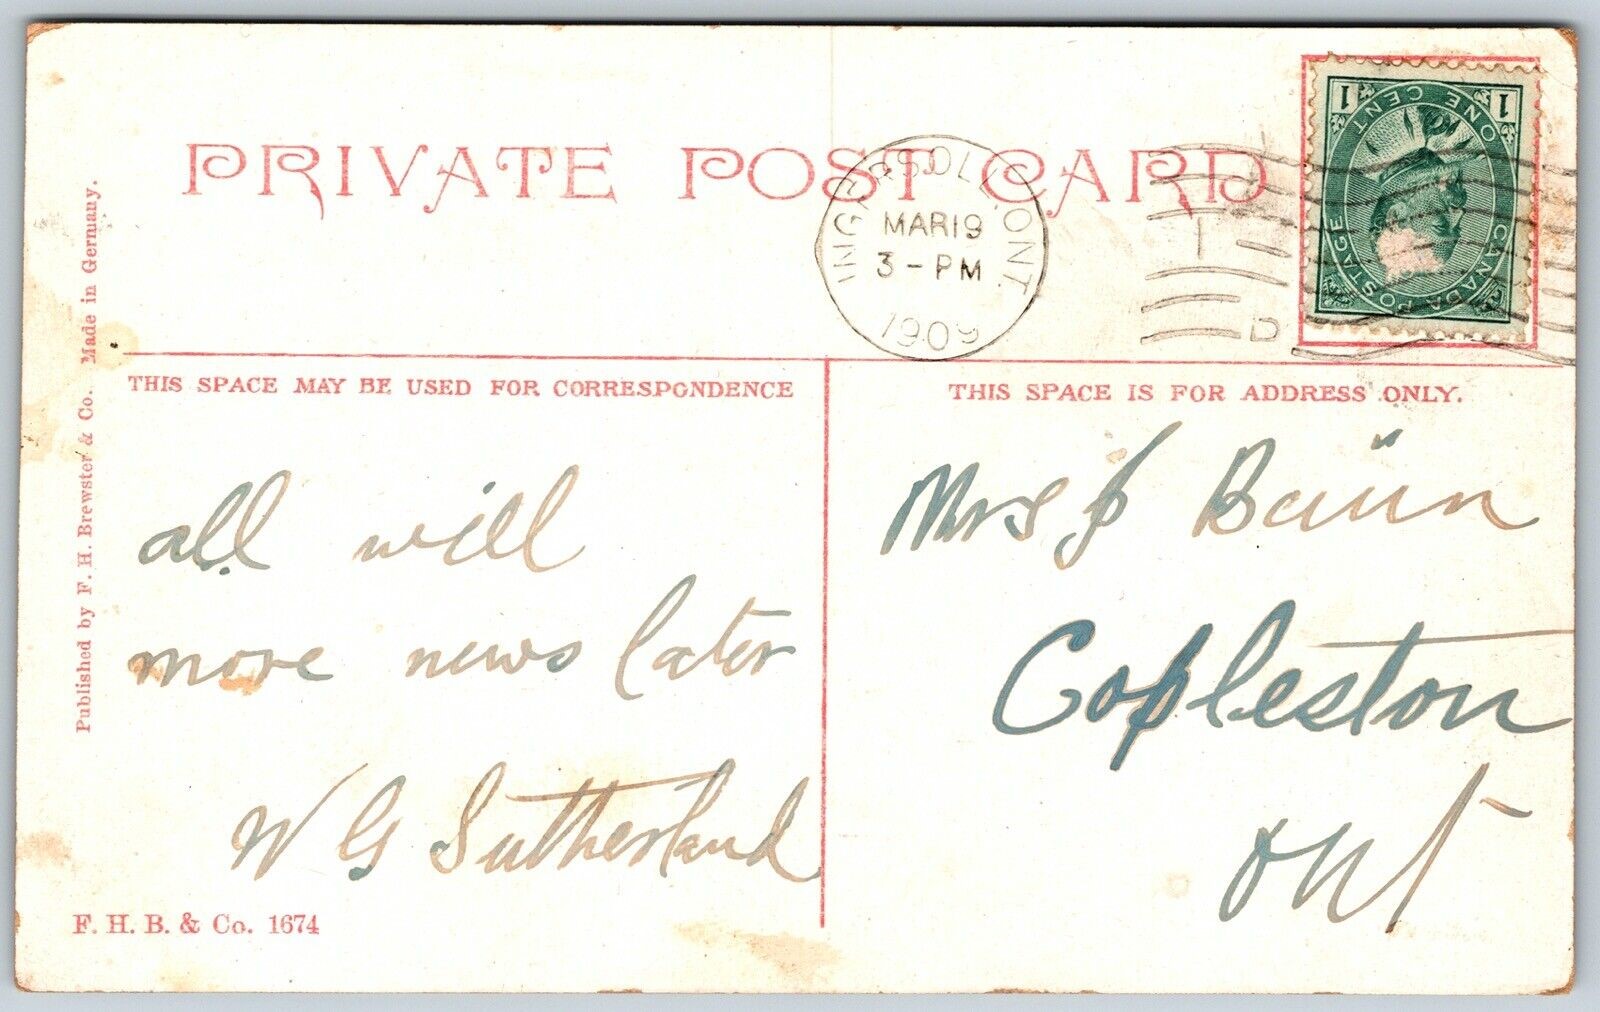 PRIVATE POST CARD
INGERSOLL, ONT.
MAR 19
3 - PM
1909
D
1 1
ONE CENT
CANADA POSTAGE
THIS SPACE MAY BE USED FOR CORRESPONDENCE
all will
more news later
W G Sutherland
THIS SPACE IS FOR ADDRESS ONLY.
Mrs J
Copleston
Ont
Published by F. H. Brewster & Co. Made in Germany.
F. H. B. & Co. 1674